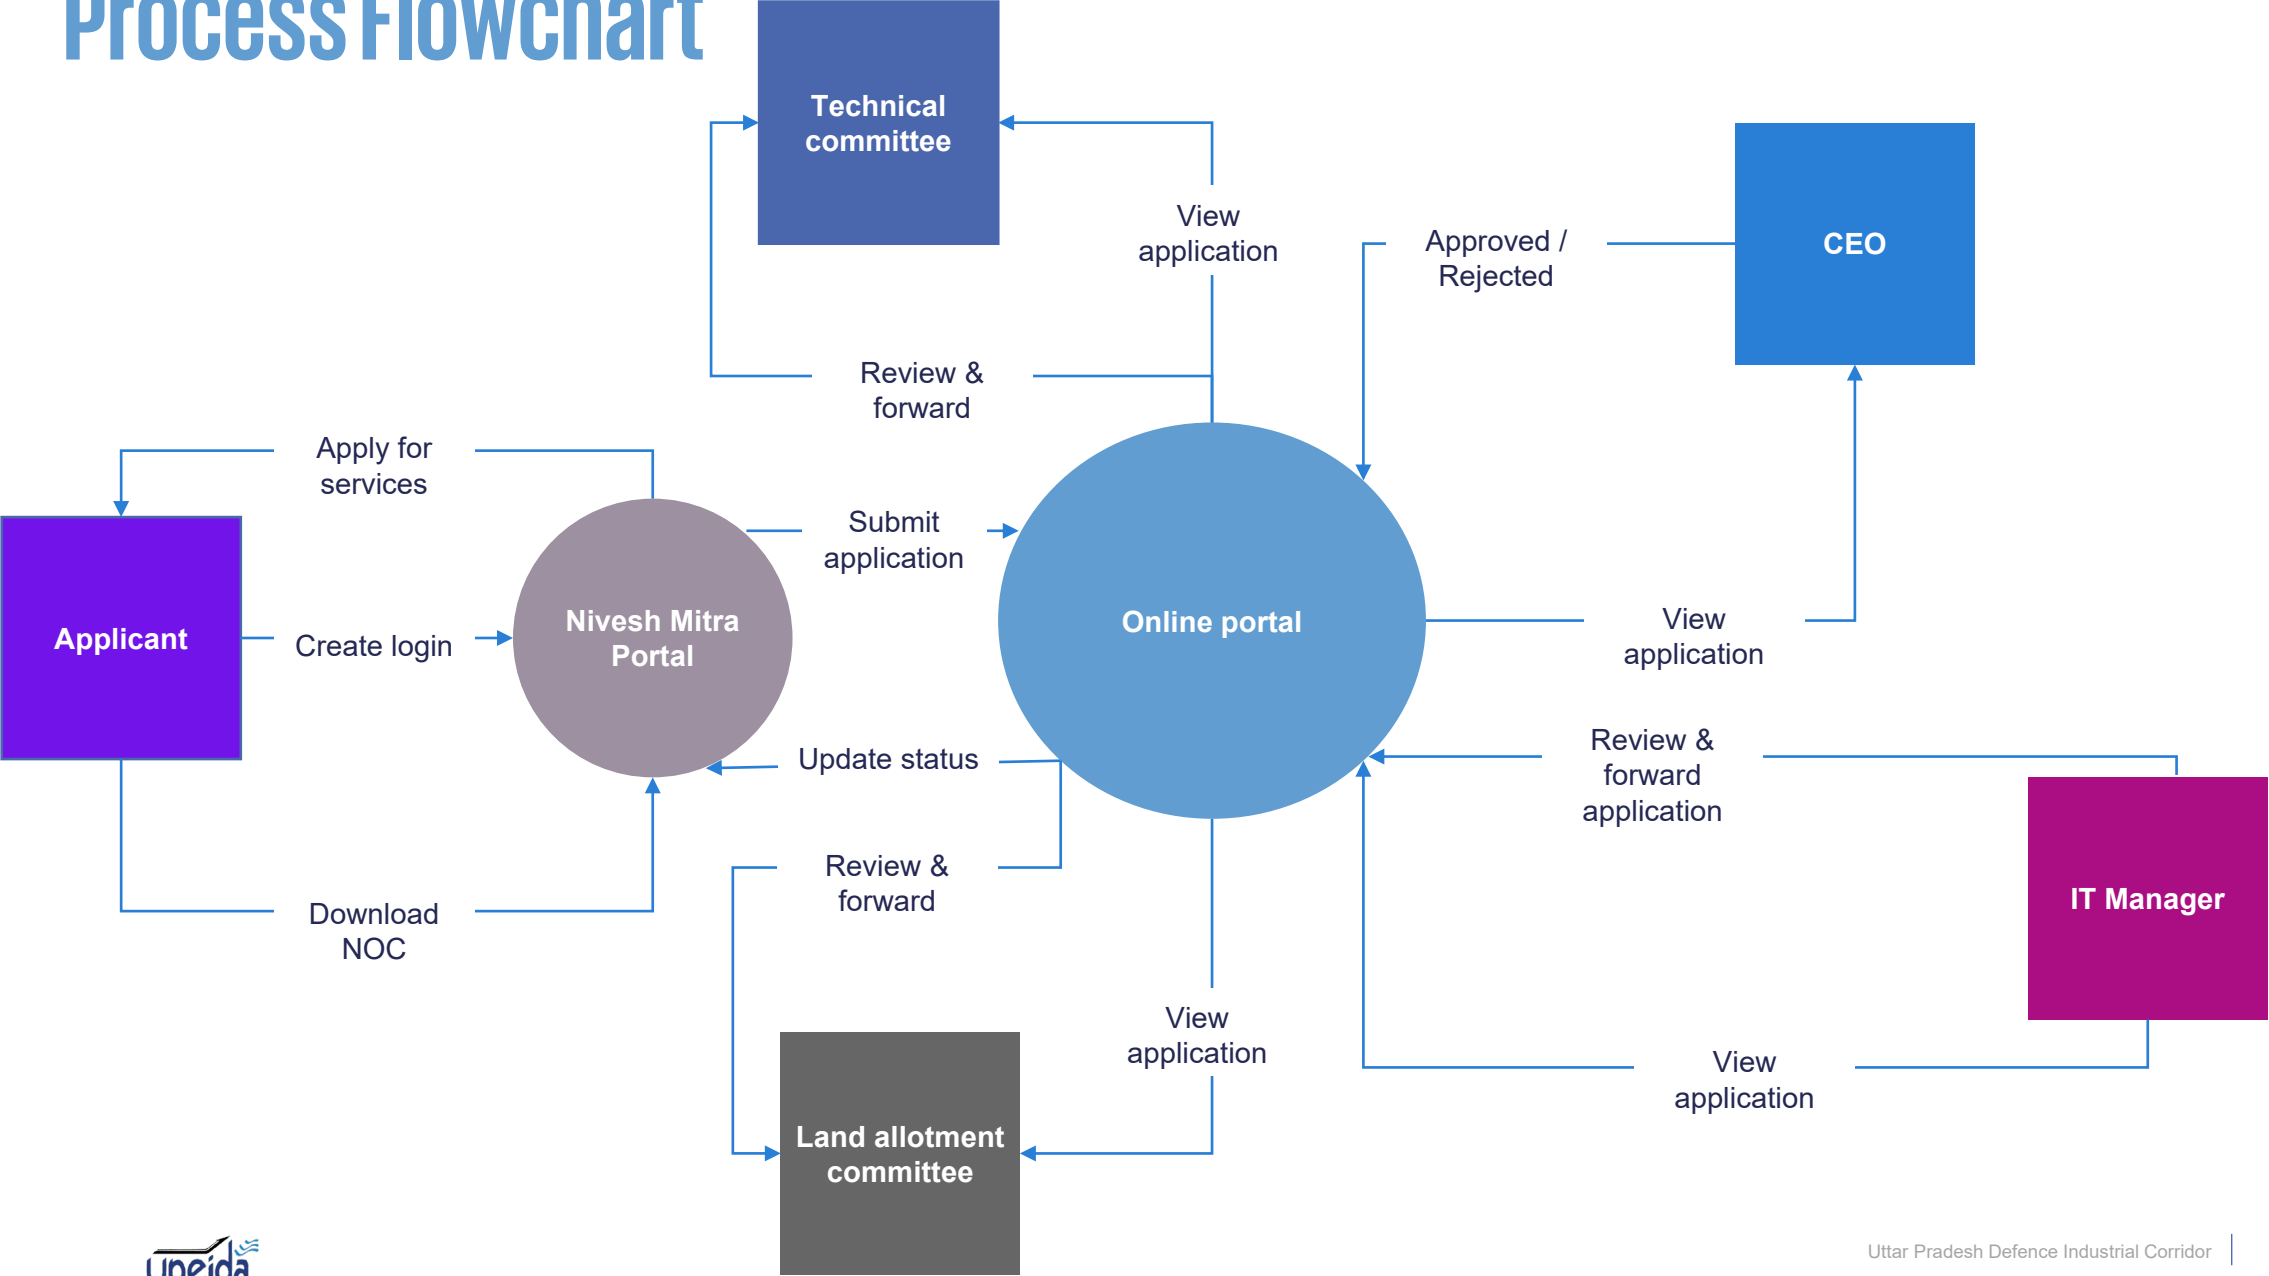 Process Flowchart
Technical
committee
View
application
Approved /
Rejected
CEO
Review &
forward
Apply for
services
Submit
application
Applicant
Create login
Nivesh Mitra
Portal
Online portal
View
application
Update status
Review &
forward
application
Review &
forward
Download
NOC
IT Manager
View
application
View
application
Land allotment
committee
upeida
Uttar Pradesh Defence Industrial Corridor